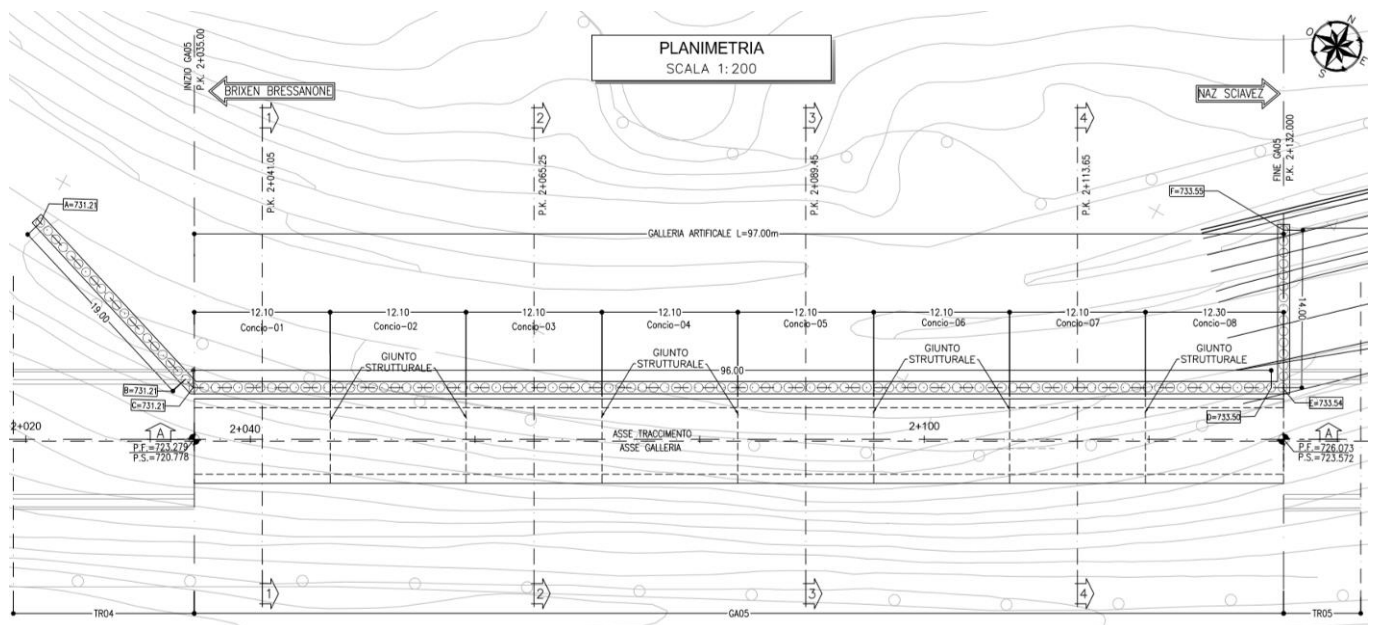 PLANIMETRIA
SCALA 1:200
N
O
E
S
INIZIO GA05
P.K. 2+035.00
BRIXEN BRESSANONE
NAZ SCIAVEZ
FINE GA05
P.K. 2+132.000
1
2
3
4
P.K. 2+041.05
P.K. 2+065.25
P.K. 2+089.45
P.K. 2+113.65
A=731.21
F=733.55
GALLERIA ARTIFICALE L=97.00m
19.00
14.00
12.10
12.10
12.10
12.10
12.10
12.10
12.10
12.30
Concio-01
Concio-02
Concio-03
Concio-04
Concio-05
Concio-06
Concio-07
Concio-08
GIUNTO
STRUTTURALE
GIUNTO
STRUTTURALE
GIUNTO
STRUTTURALE
GIUNTO
STRUTTURALE
96.00
B=731.21
C=731.21
D=733.50
E=733.54
2+020
2+040
2+100
A
P.F.=723.279
P.S.=720.778
ASSE TRACCIMENTO
ASSE GALLERIA
A
P.F.=726.073
P.S.=723.572
1
2
3
4
TR04
GA05
TR05